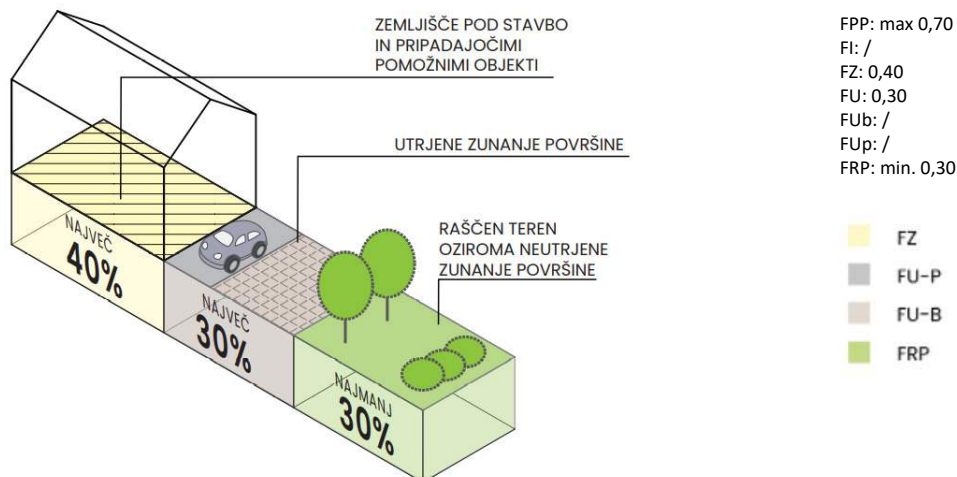 ZEMLJIŠČE POD STAVBO
IN PRIPADAJOČIMI
POMOŽNIMI OBJEKTI
UTRJENE ZUNANJE POVRŠINE
RAŠČEN TEREN
OZIROMA NEUTRJENE
ZUNANJE POVRŠINE
NAJVEČ
40%
NAJVEČ
30%
NAJMANJ
30%
FPP: max 0,70
FI: /
FZ: 0,40
FU: 0,30
FUb: /
FUp: /
FRP: min. 0,30
FZ
FU-P
FU-B
FRP